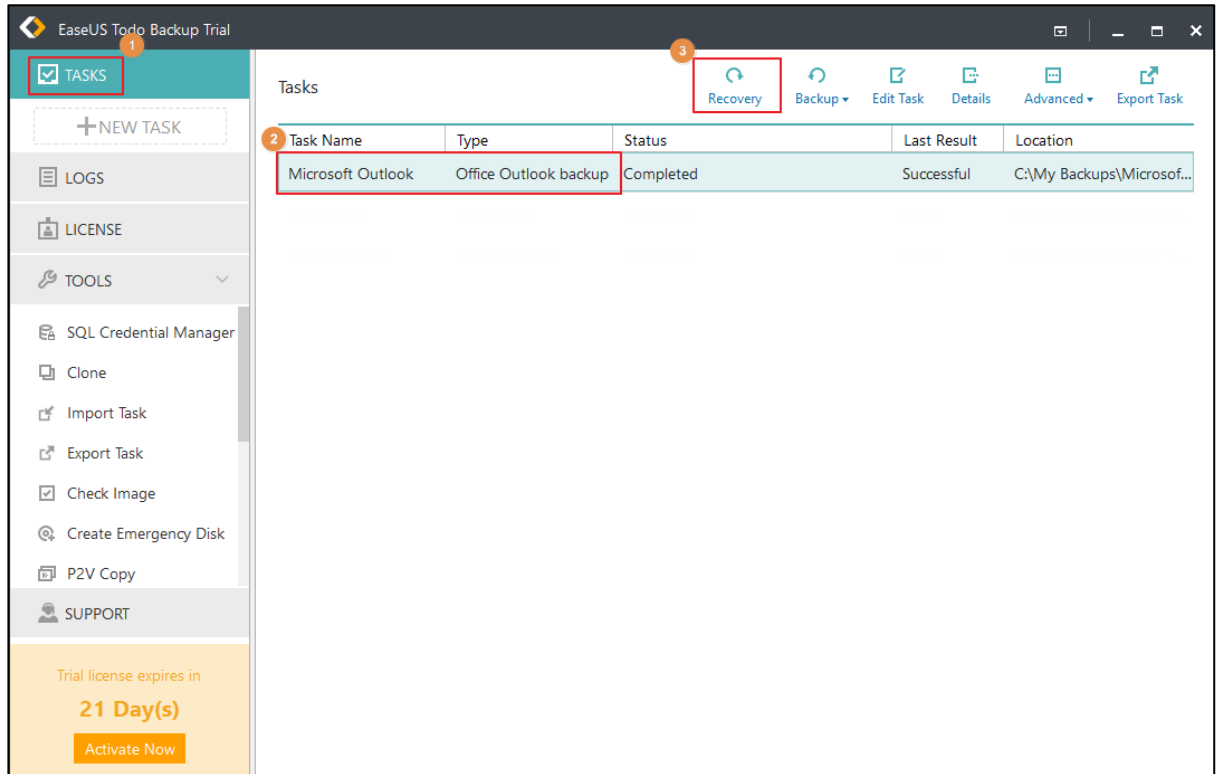 EaseUS Todo Backup Trial
1
TASKS
NEW TASK
LOGS
LICENSE
TOOLS
SQL Credential Manager
Clone
Import Task
Export Task
Check Image
Create Emergency Disk
P2V Copy
SUPPORT
Trial license expires in
21 Day(s)
Activate Now
3
Tasks
Recovery Backup Edit Task Details Advanced Export Task
2 Task Name Type Status Last Result Location
Microsoft Outlook Office Outlook backup Completed Successful C:\My Backups\Microsof...